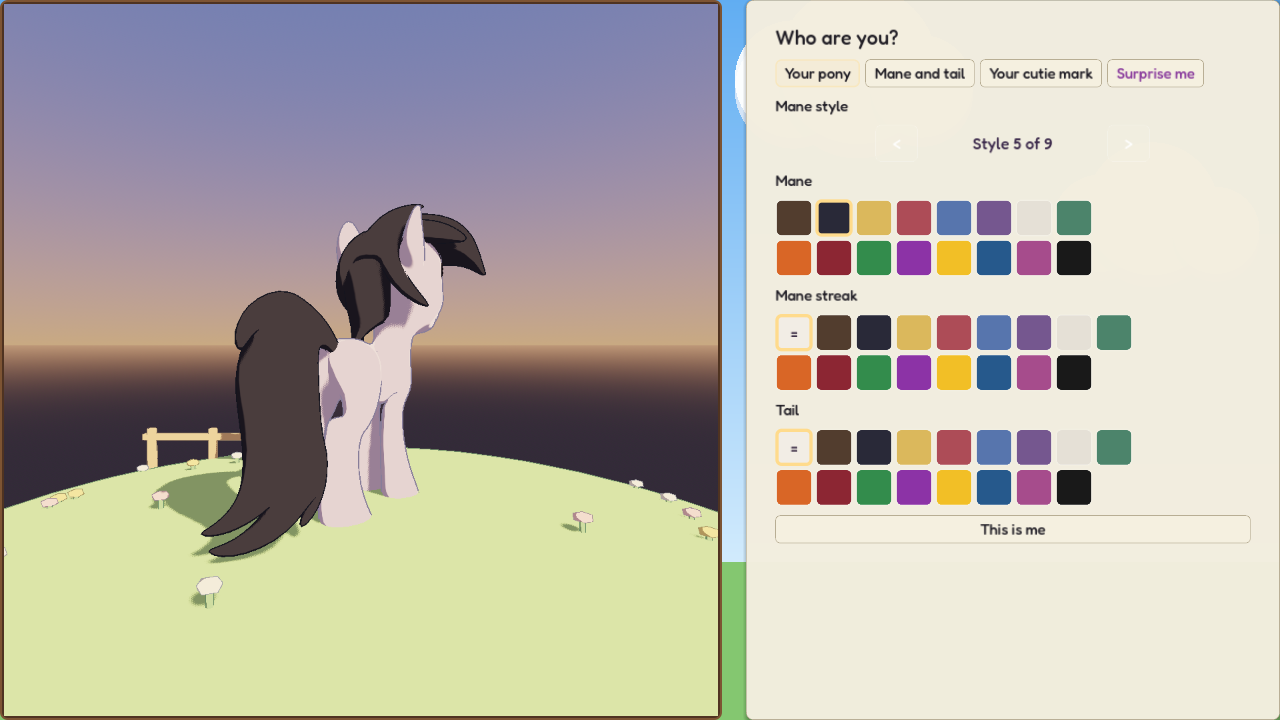 Who are you?
Your pony Mane and tail Your cutie mark Surprise me
Mane style
< Style 5 of 9 >
Mane
Mane streak
=
Tail
=
This is me